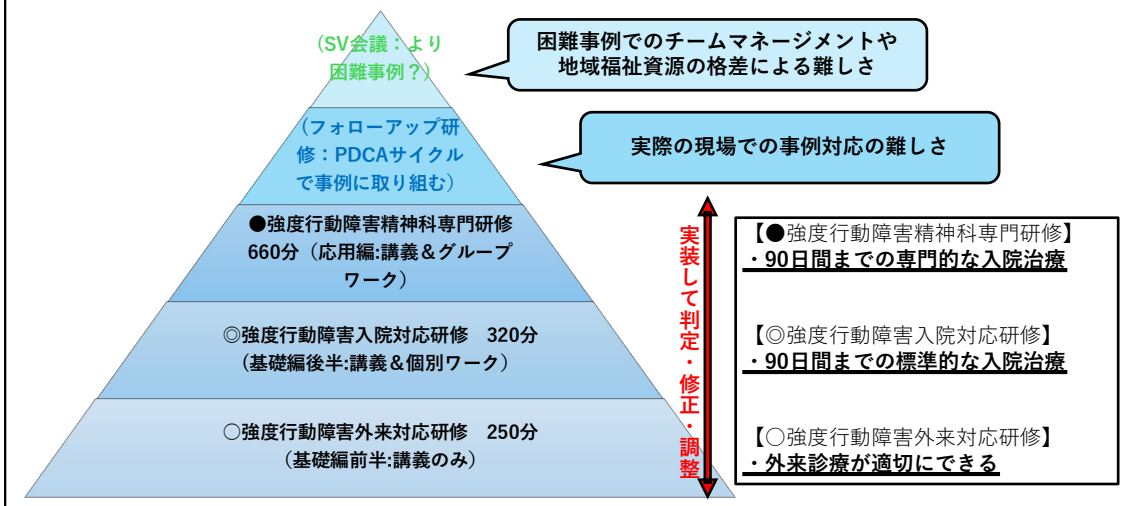 (SV会議：より
困難事例？)
困難事例でのチームマネージメントや
地域福祉資源の格差による難しさ
(フォローアップ研
修：PDCAサイクル
で事例に取り組む)
実際の現場での事例対応の難しさ
●強度行動障害精神科専門研修
660分（応用編:講義＆グループ
ワーク）
◎強度行動障害入院対応研修　320分
（基礎編後半:講義＆個別ワーク）
○強度行動障害外来対応研修　250分
（基礎編前半:講義のみ）
実装して判定・修正・調整
【●強度行動障害精神科専門研修】
・90日間までの専門的な入院治療
【◎強度行動障害入院対応研修】
・90日間までの標準的な入院治療
【○強度行動障害外来対応研修】
・外来診療が適切にできる